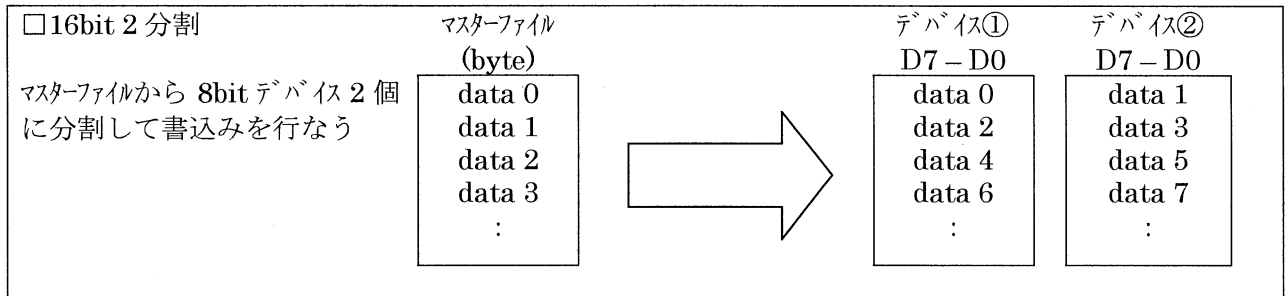 □16bit 2 分割
ﾏｽﾀｰﾌｧｲﾙから 8bit ﾃﾞﾊﾞｲｽ 2 個
に分割して書込みを行なう
ﾏｽﾀｰﾌｧｲﾙ
(byte)
data 0
data 1
data 2
data 3
:
ﾃﾞﾊﾞｲｽ①
D7－D0
data 0
data 2
data 4
data 6
:
ﾃﾞﾊﾞｲｽ②
D7－D0
data 1
data 3
data 5
data 7
: